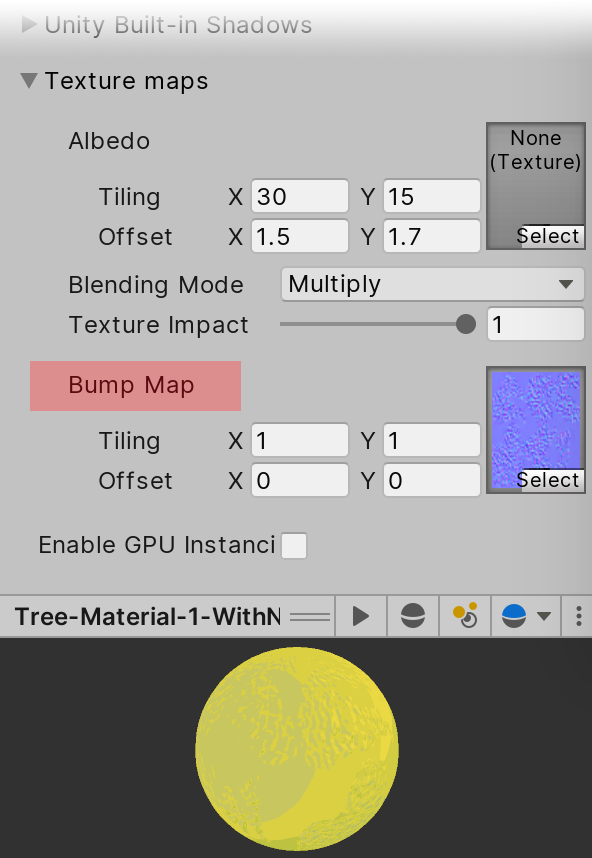 Unity Built-in Shadows
Texture maps
Albedo
None
(Texture)
Tiling X 30 Y 15
Offset X 1.5 Y 1.7
Select
Blending Mode Multiply
Texture Impact 1
Bump Map
Tiling X 1 Y 1
Offset X 0 Y 0
Select
Enable GPU Instanci
Tree-Material-1-WithN